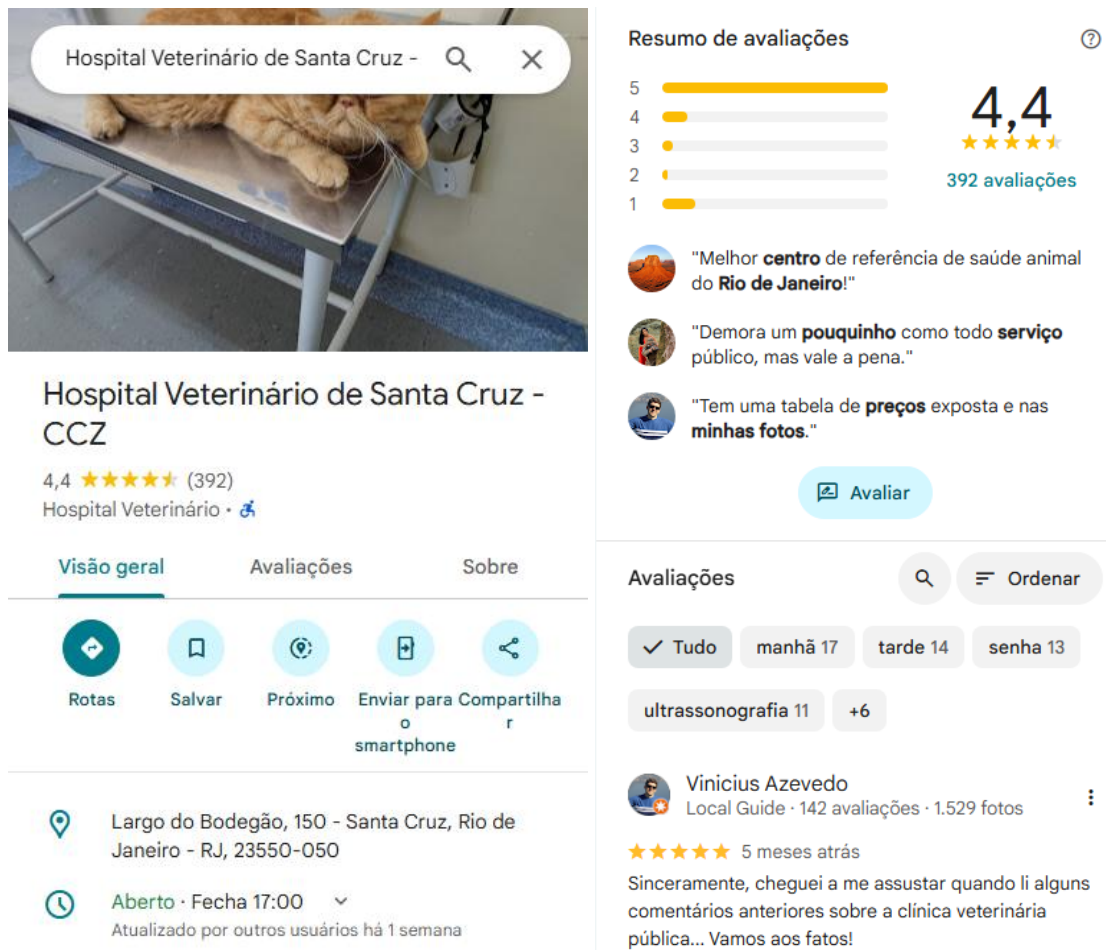 Hospital Veterinário de Santa Cruz -
Hospital Veterinário de Santa Cruz -
CCZ
4,4 (392)
Hospital Veterinário ·
Visão geral Avaliações Sobre
Rotas
Salvar
Próximo
Enviar para
o
smartphone
Compartilha
r
Largo do Bodegão, 150 - Santa Cruz, Rio de
Janeiro - RJ, 23550-050
Aberto · Fecha 17:00
Atualizado por outros usuários há 1 semana
Resumo de avaliações
5
4
3
2
1
4,4
392 avaliações
"Melhor centro de referência de saúde animal
do Rio de Janeiro!"
"Demora um pouquinho como todo serviço
público, mas vale a pena."
"Tem uma tabela de preços exposta e nas
minhas fotos."
Avaliar
Avaliações
Ordenar
Tudo manhã 17 tarde 14 senha 13
ultrassonografia 11 +6
Vinicius Azevedo
Local Guide · 142 avaliações · 1.529 fotos
5 meses atrás
Sinceramente, cheguei a me assustar quando li alguns
comentários anteriores sobre a clínica veterinária
pública... Vamos aos fatos!